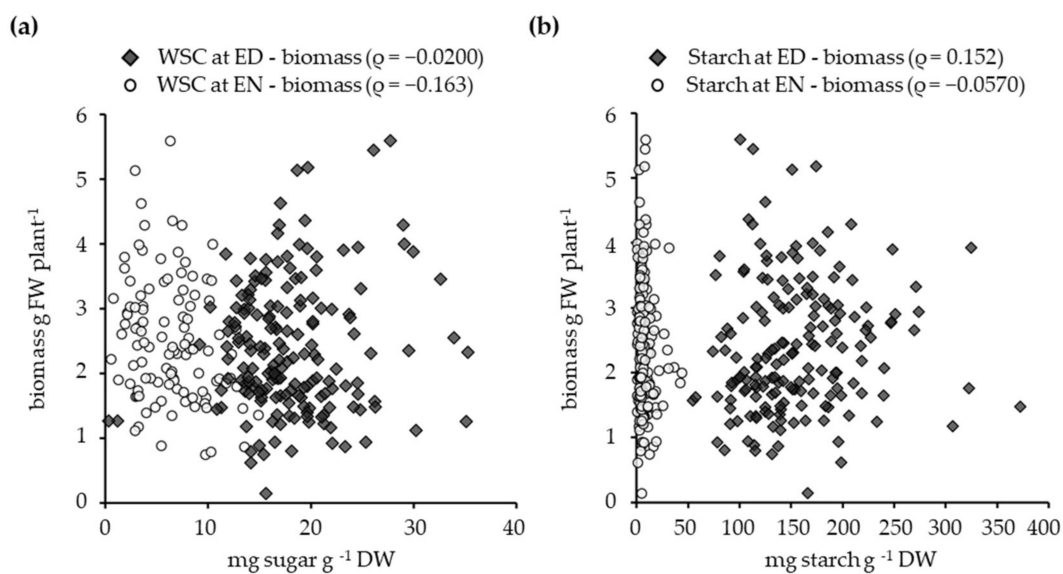 (a)
WSC at ED - biomass (ϱ = −0.0200)
WSC at EN - biomass (ϱ = −0.163)
biomass g FW plant⁻¹
6
5
4
3
2
1
0
0 10 20 30 40
mg sugar g ⁻¹ DW
(b)
Starch at ED - biomass (ϱ = 0.152)
Starch at EN - biomass (ϱ = −0.0570)
biomass g FW plant⁻¹
6
5
4
3
2
1
0
0 50 100 150 200 250 300 350 400
mg starch g ⁻¹ DW